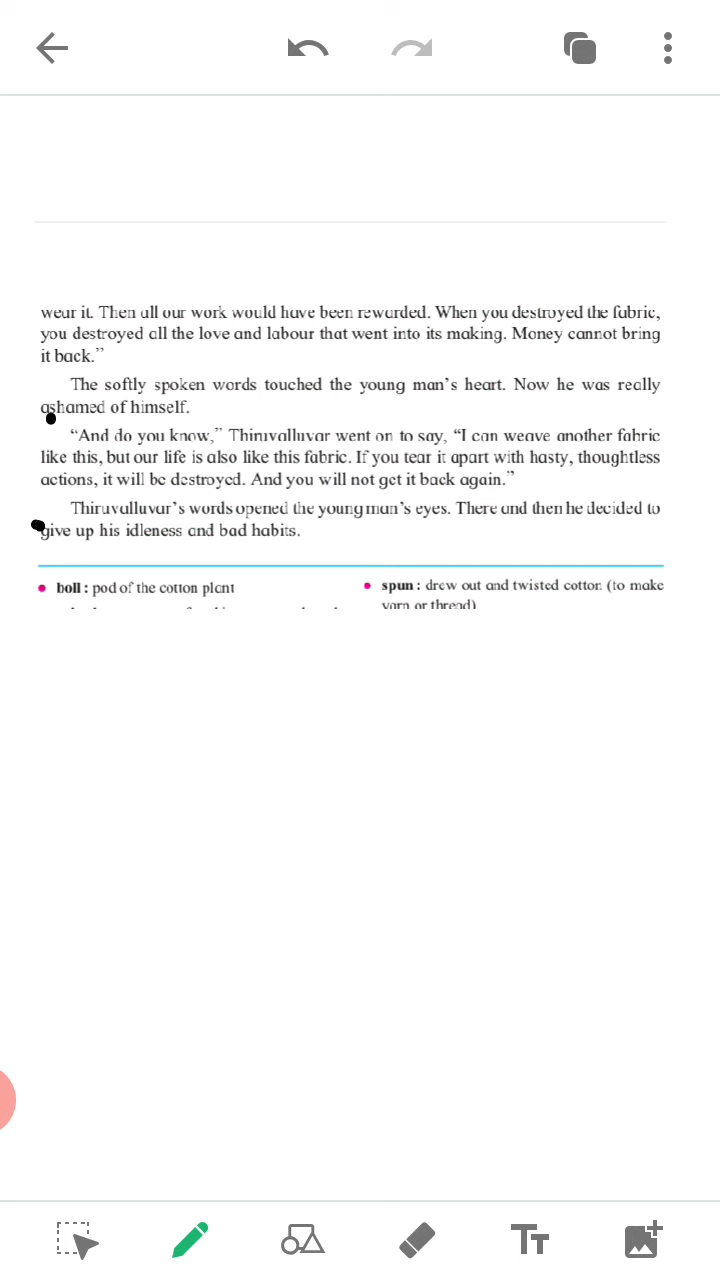 wear it. Then all our work would have been rewarded. When you destroyed the fabric,
you destroyed all the love and labour that went into its making. Money cannot bring
it back.”
The softly spoken words touched the young man’s heart. Now he was really
ashamed of himself.
“And do you know,” Thiruvalluvar went on to say, “I can weave another fabric
like this, but our life is also like this fabric. If you tear it apart with hasty, thoughtless
actions, it will be destroyed. And you will not get it back again.”
Thiruvalluvar’s words opened the young man’s eyes. There and then he decided to
give up his idleness and bad habits.
• boll : pod of the cotton plant
• spun : drew out and twisted cotton (to make
yarn or thread)
Tт